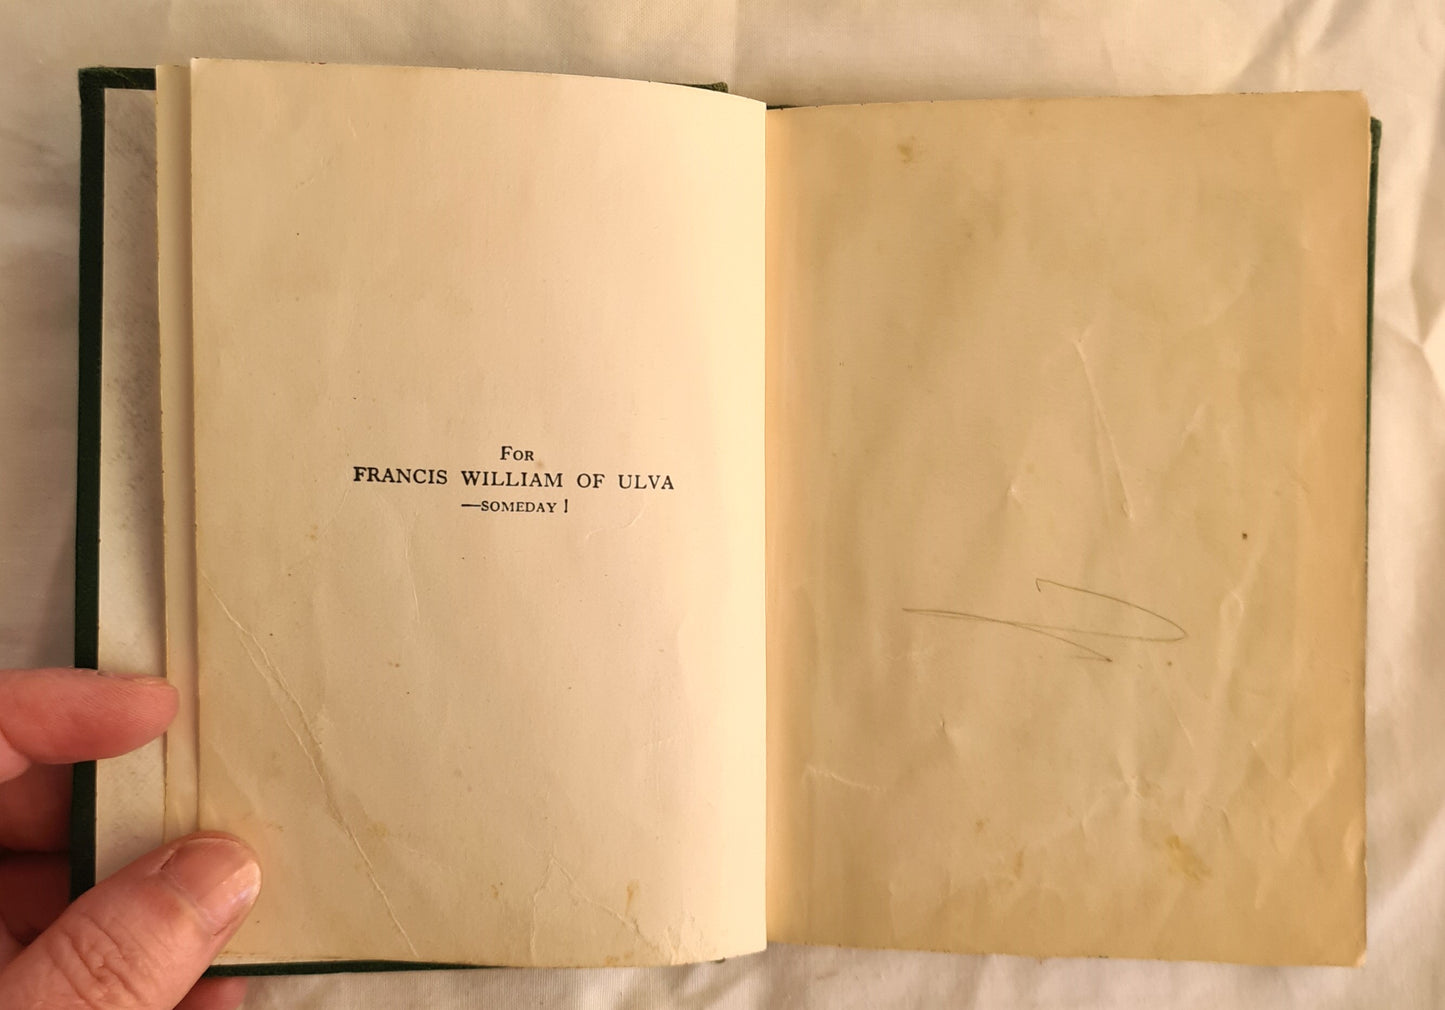 For
FRANCIS WILLIAM OF ULVA
—SOMEDAY !